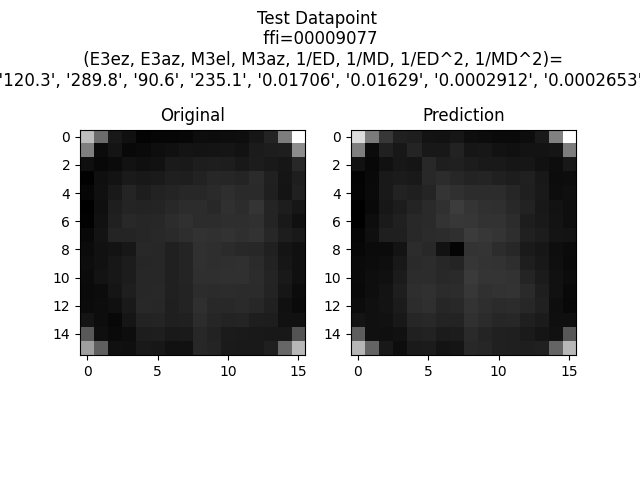 Test Datapoint
ffi=00009077
(E3ez, E3az, M3el, M3az, 1/ED, 1/MD, 1/ED^2, 1/MD^2)=
'120.3', '289.8', '90.6', '235.1', '0.01706', '0.01629', '0.0002912', '0.0002653'
Original Prediction
0 0
2 2
4 4
6 6
8 8
10 10
12 12
14 14
0 5 10 15 0 5 10 15